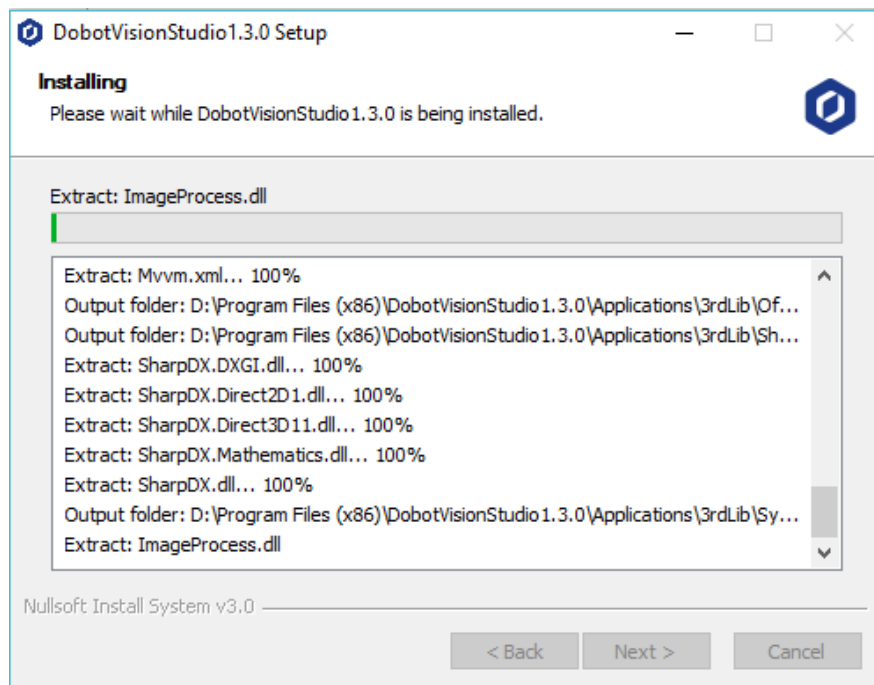 DobotVisionStudio1.3.0 Setup
Installing
Please wait while DobotVisionStudio1.3.0 is being installed.
Extract: ImageProcess.dll
Extract: Mvvm.xml... 100%
Output folder: D:\Program Files (x86)\DobotVisionStudio1.3.0\Applications\3rdLib\Of...
Output folder: D:\Program Files (x86)\DobotVisionStudio1.3.0\Applications\3rdLib\Sh...
Extract: SharpDX.DXGI.dll... 100%
Extract: SharpDX.Direct2D1.dll... 100%
Extract: SharpDX.Direct3D11.dll... 100%
Extract: SharpDX.Mathematics.dll... 100%
Extract: SharpDX.dll... 100%
Output folder: D:\Program Files (x86)\DobotVisionStudio1.3.0\Applications\3rdLib\Sy...
Extract: ImageProcess.dll
Nullsoft Install System v3.0
< Back Next > Cancel